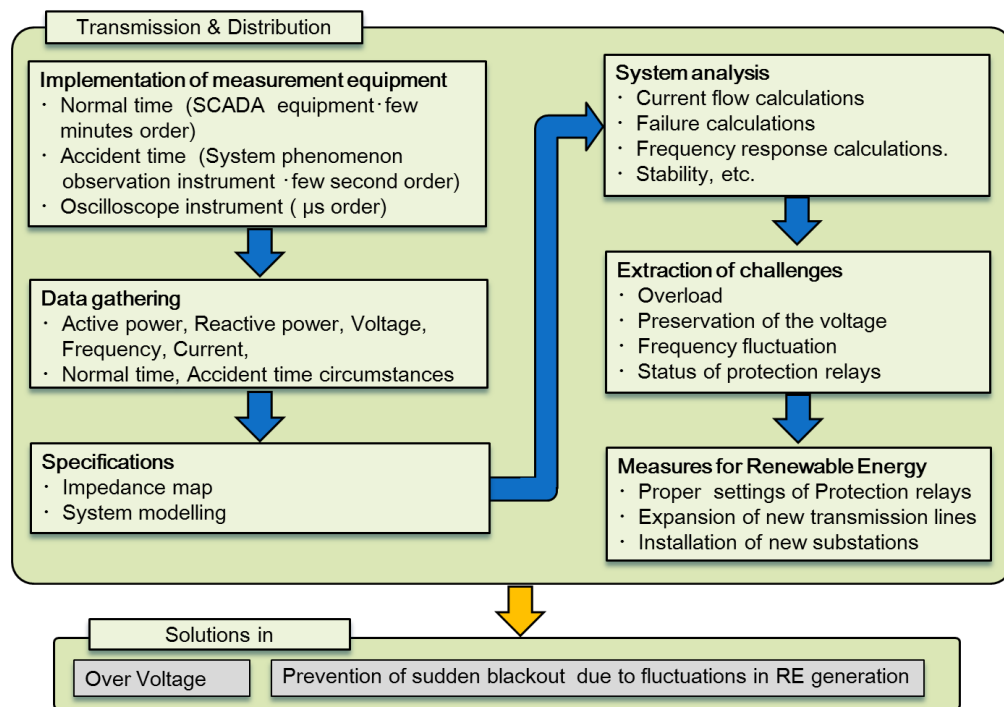 Transmission & Distribution
Implementation of measurement equipment
・ Normal time (SCADA equipment･few
minutes order)
・ Accident time (System phenomenon
observation instrument ･few second order)
・ Oscilloscope instrument ( μs order)
Data gathering
・ Active power, Reactive power, Voltage,
Frequency, Current,
・ Normal time, Accident time circumstances
Specifications
・ Impedance map
・ System modelling
System analysis
・ Current flow calculations
・ Failure calculations
・ Frequency response calculations.
・ Stability, etc.
Extraction of challenges
・ Overload
・ Preservation of the voltage
・ Frequency fluctuation
・ Status of protection relays
Measures for Renewable Energy
・ Proper settings of Protection relays
・ Expansion of new transmission lines
・ Installation of new substations
Solutions in
Over Voltage
Prevention of sudden blackout due to fluctuations in RE generation